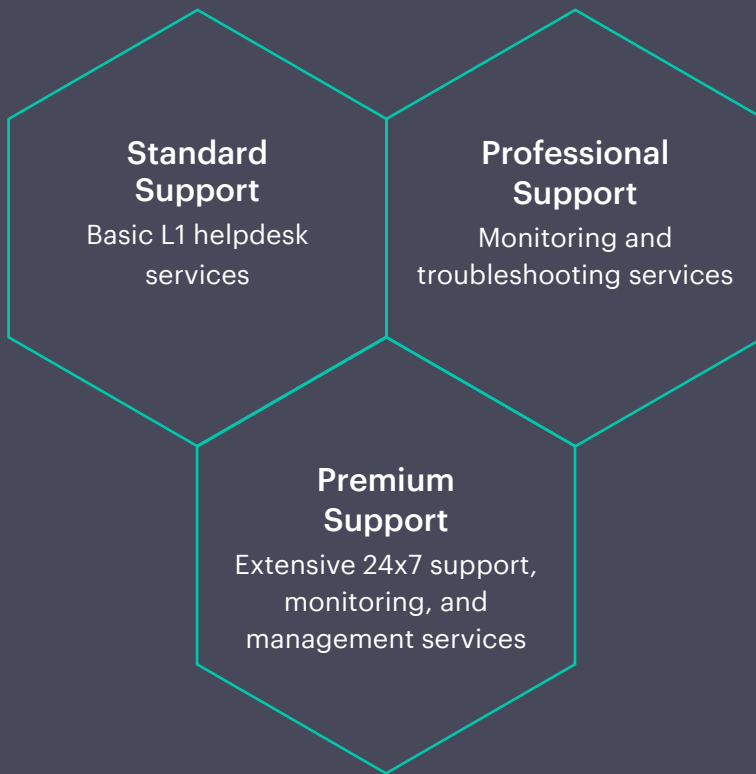 Standard
Support
Basic L1 helpdesk
services
Professional
Support
Monitoring and
troubleshooting services
Premium
Support
Extensive 24x7 support,
monitoring, and
management services